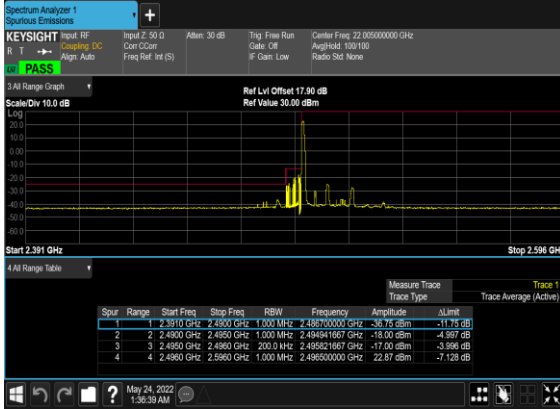 Spectrum Analyzer 1
Spurious Emissions
+
KEYSIGHT Input: RF Input Z: 50 Ω Atten: 30 dB Trig: Free Run Center Freq: 22.005000000 GHz
R T Coupling: DC Corr CCorr Gate: Off Avg|Hold: 100/100
Align: Auto Freq Ref: Int (S) IF Gain: Low Radio Std: None
PASS
3 All Range Graph
Ref Lvl Offset 17.90 dB
Scale/Div 10.0 dB Ref Value 30.00 dBm
Log
20.0
10.0
0.00
-10.0
-20.0
-30.0
-40.0
-50.0
-60.0
Start 2.391 GHz Stop 2.596 GH
4 All Range Table
Measure Trace Trace 1
Trace Type Trace Average (Active)
Spur Range Start Freq Stop Freq RBW Frequency Amplitude ΔLimit
1 1 2.3910 GHz 2.4900 GHz 1.000 MHz 2.486700000 GHz -36.75 dBm -11.75 dB
2 2 2.4900 GHz 2.4950 GHz 1.000 MHz 2.494941667 GHz -18.00 dBm -4.997 dB
3 3 2.4950 GHz 2.4960 GHz 200.0 kHz 2.495821667 GHz -17.00 dBm -3.996 dB
4 4 2.4960 GHz 2.5960 GHz 1.000 MHz 2.496500000 GHz 22.87 dBm -7.128 dB
?
May 24, 2022
1:36:39 AM